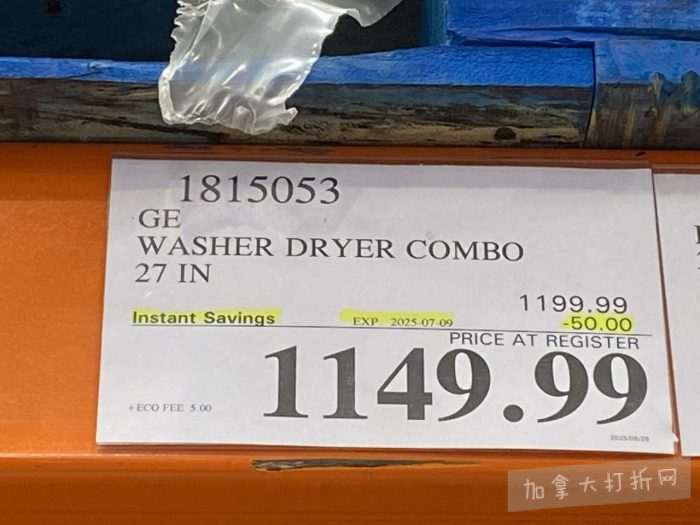 1815053
GE
WASHER DRYER COMBO
27 IN
1199.99
Instant Savings EXP. 2025-07-09 -50.00
PRICE AT REGISTER
1149.99
+ECO FEE 5.00
加拿大打折网